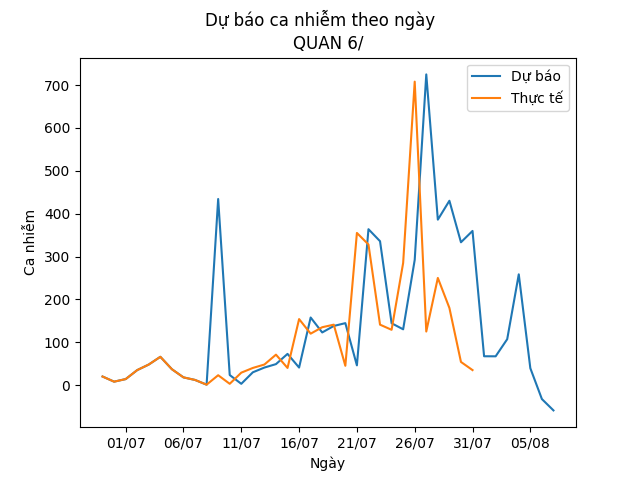 Dự báo ca nhiễm theo ngày
QUAN 6/
Dự báo
Thực tế
Ca nhiễm
700
600
500
400
300
200
100
0
01/07 06/07 11/07 16/07 21/07 26/07 31/07 05/08
Ngày